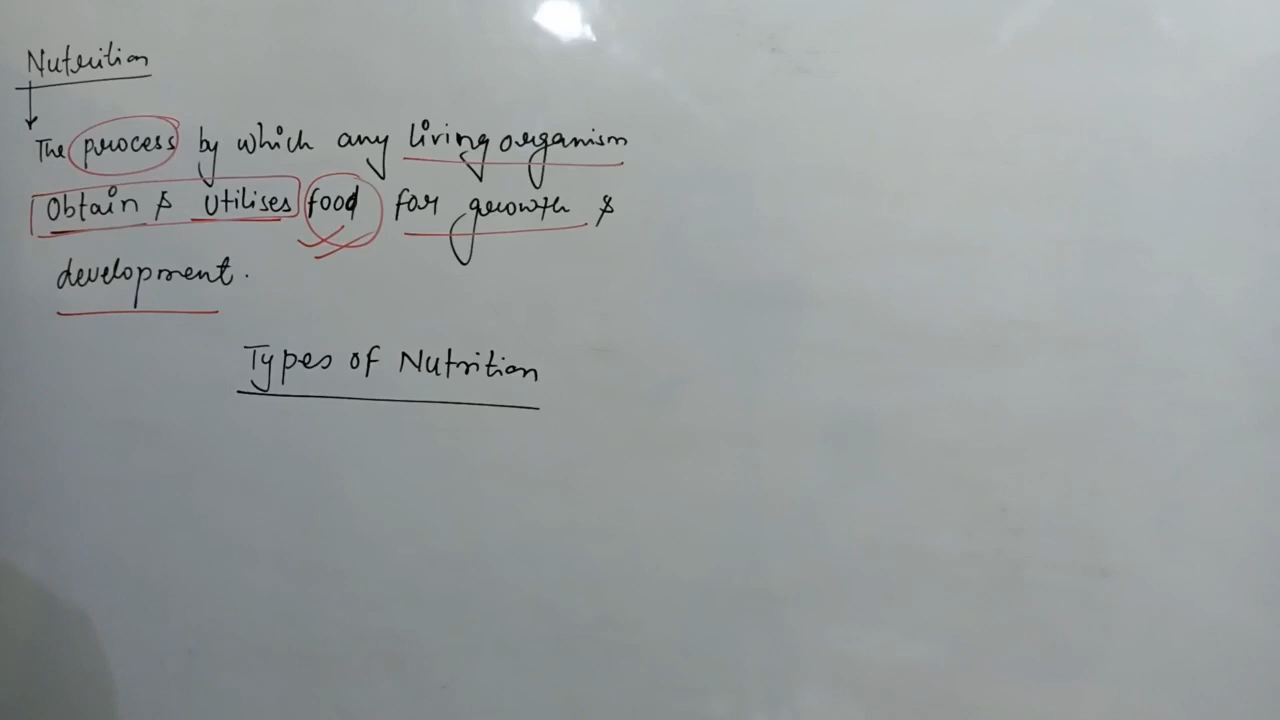 Nutrition
The process by which any living organism
Obtain & Utilises food for growth &
development.
Types of Nutrition